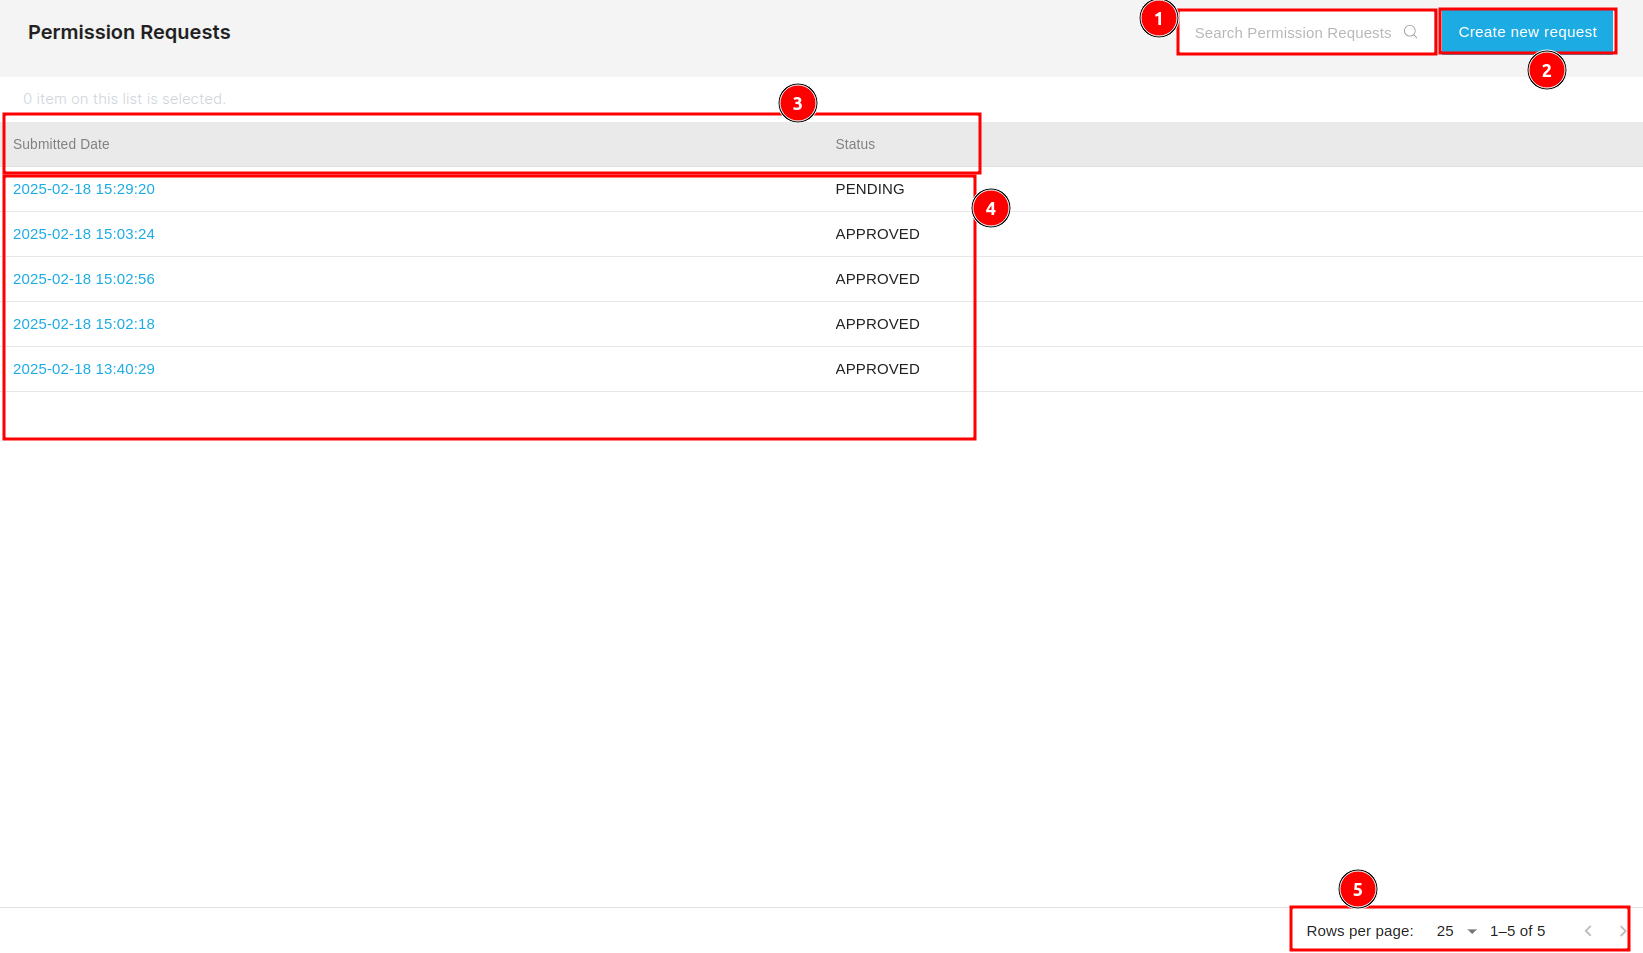 Permission Requests
1
Search Permission Requests
Create new request
2
0 item on this list is selected.
3
Submitted Date Status
2025-02-18 15:29:20 PENDING
4
2025-02-18 15:03:24 APPROVED
2025-02-18 15:02:56 APPROVED
2025-02-18 15:02:18 APPROVED
2025-02-18 13:40:29 APPROVED
5
Rows per page: 25 1–5 of 5